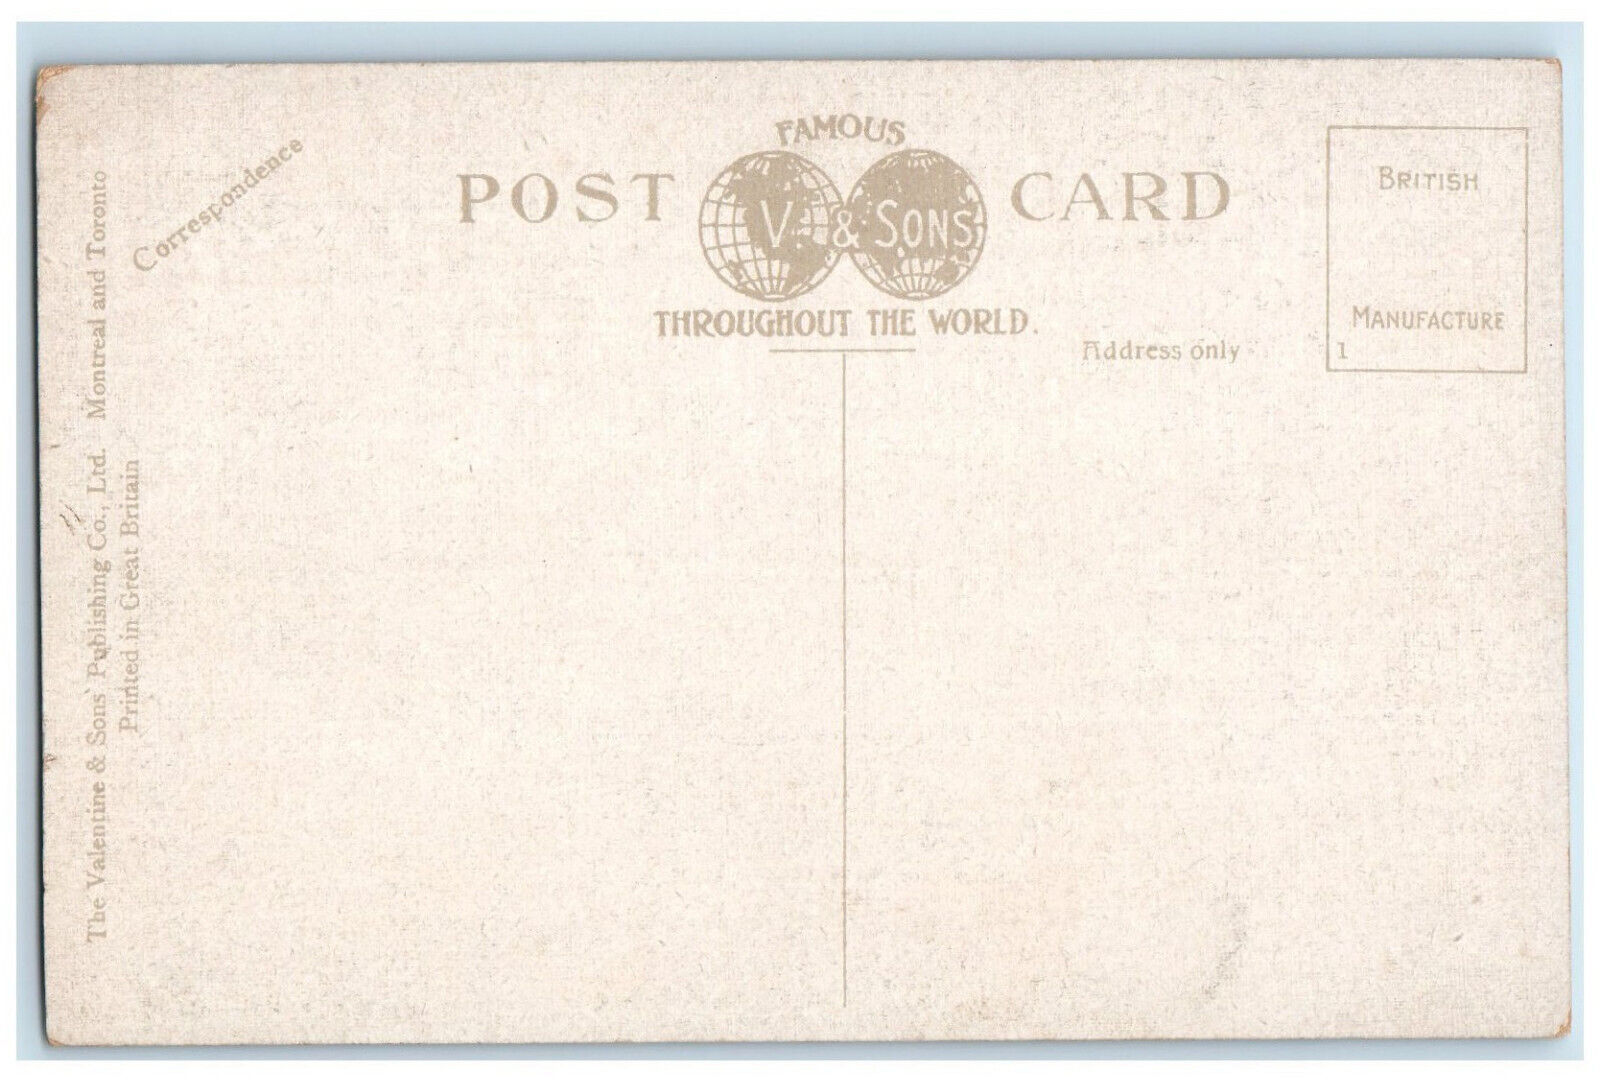 FAMOUS
POST V. & SONS CARD
THROUGHOUT THE WORLD.
Correspondence
Address only
BRITISH
MANUFACTURE
1
The Valentine & Sons' Publishing Co., Ltd. Montreal and Toronto
Printed in Great Britain